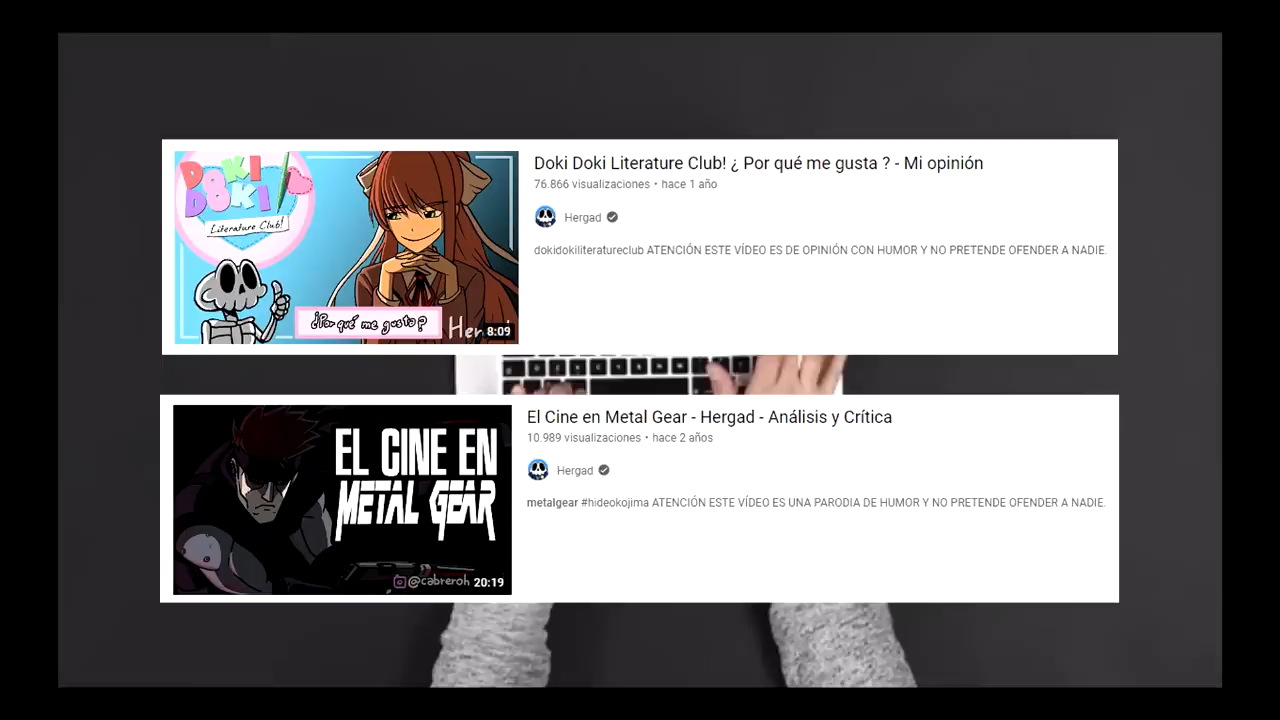 DOKI
DOKI
Literature Club!
¿Por qué me gusta?
Her
8:09
Doki Doki Literature Club! ¿ Por qué me gusta ? - Mi opinión
76.866 visualizaciones • hace 1 año
Hergad
dokidokiliteratureclub ATENCIÓN ESTE VÍDEO ES DE OPINIÓN CON HUMOR Y NO PRETENDE OFENDER A NADIE.
EL CINE EN
METAL GEAR
@cabreroh
20:19
El Cine en Metal Gear - Hergad - Análisis y Crítica
10.989 visualizaciones • hace 2 años
Hergad
metalgear #hideokojima ATENCIÓN ESTE VÍDEO ES UNA PARODIA DE HUMOR Y NO PRETENDE OFENDER A NADIE.